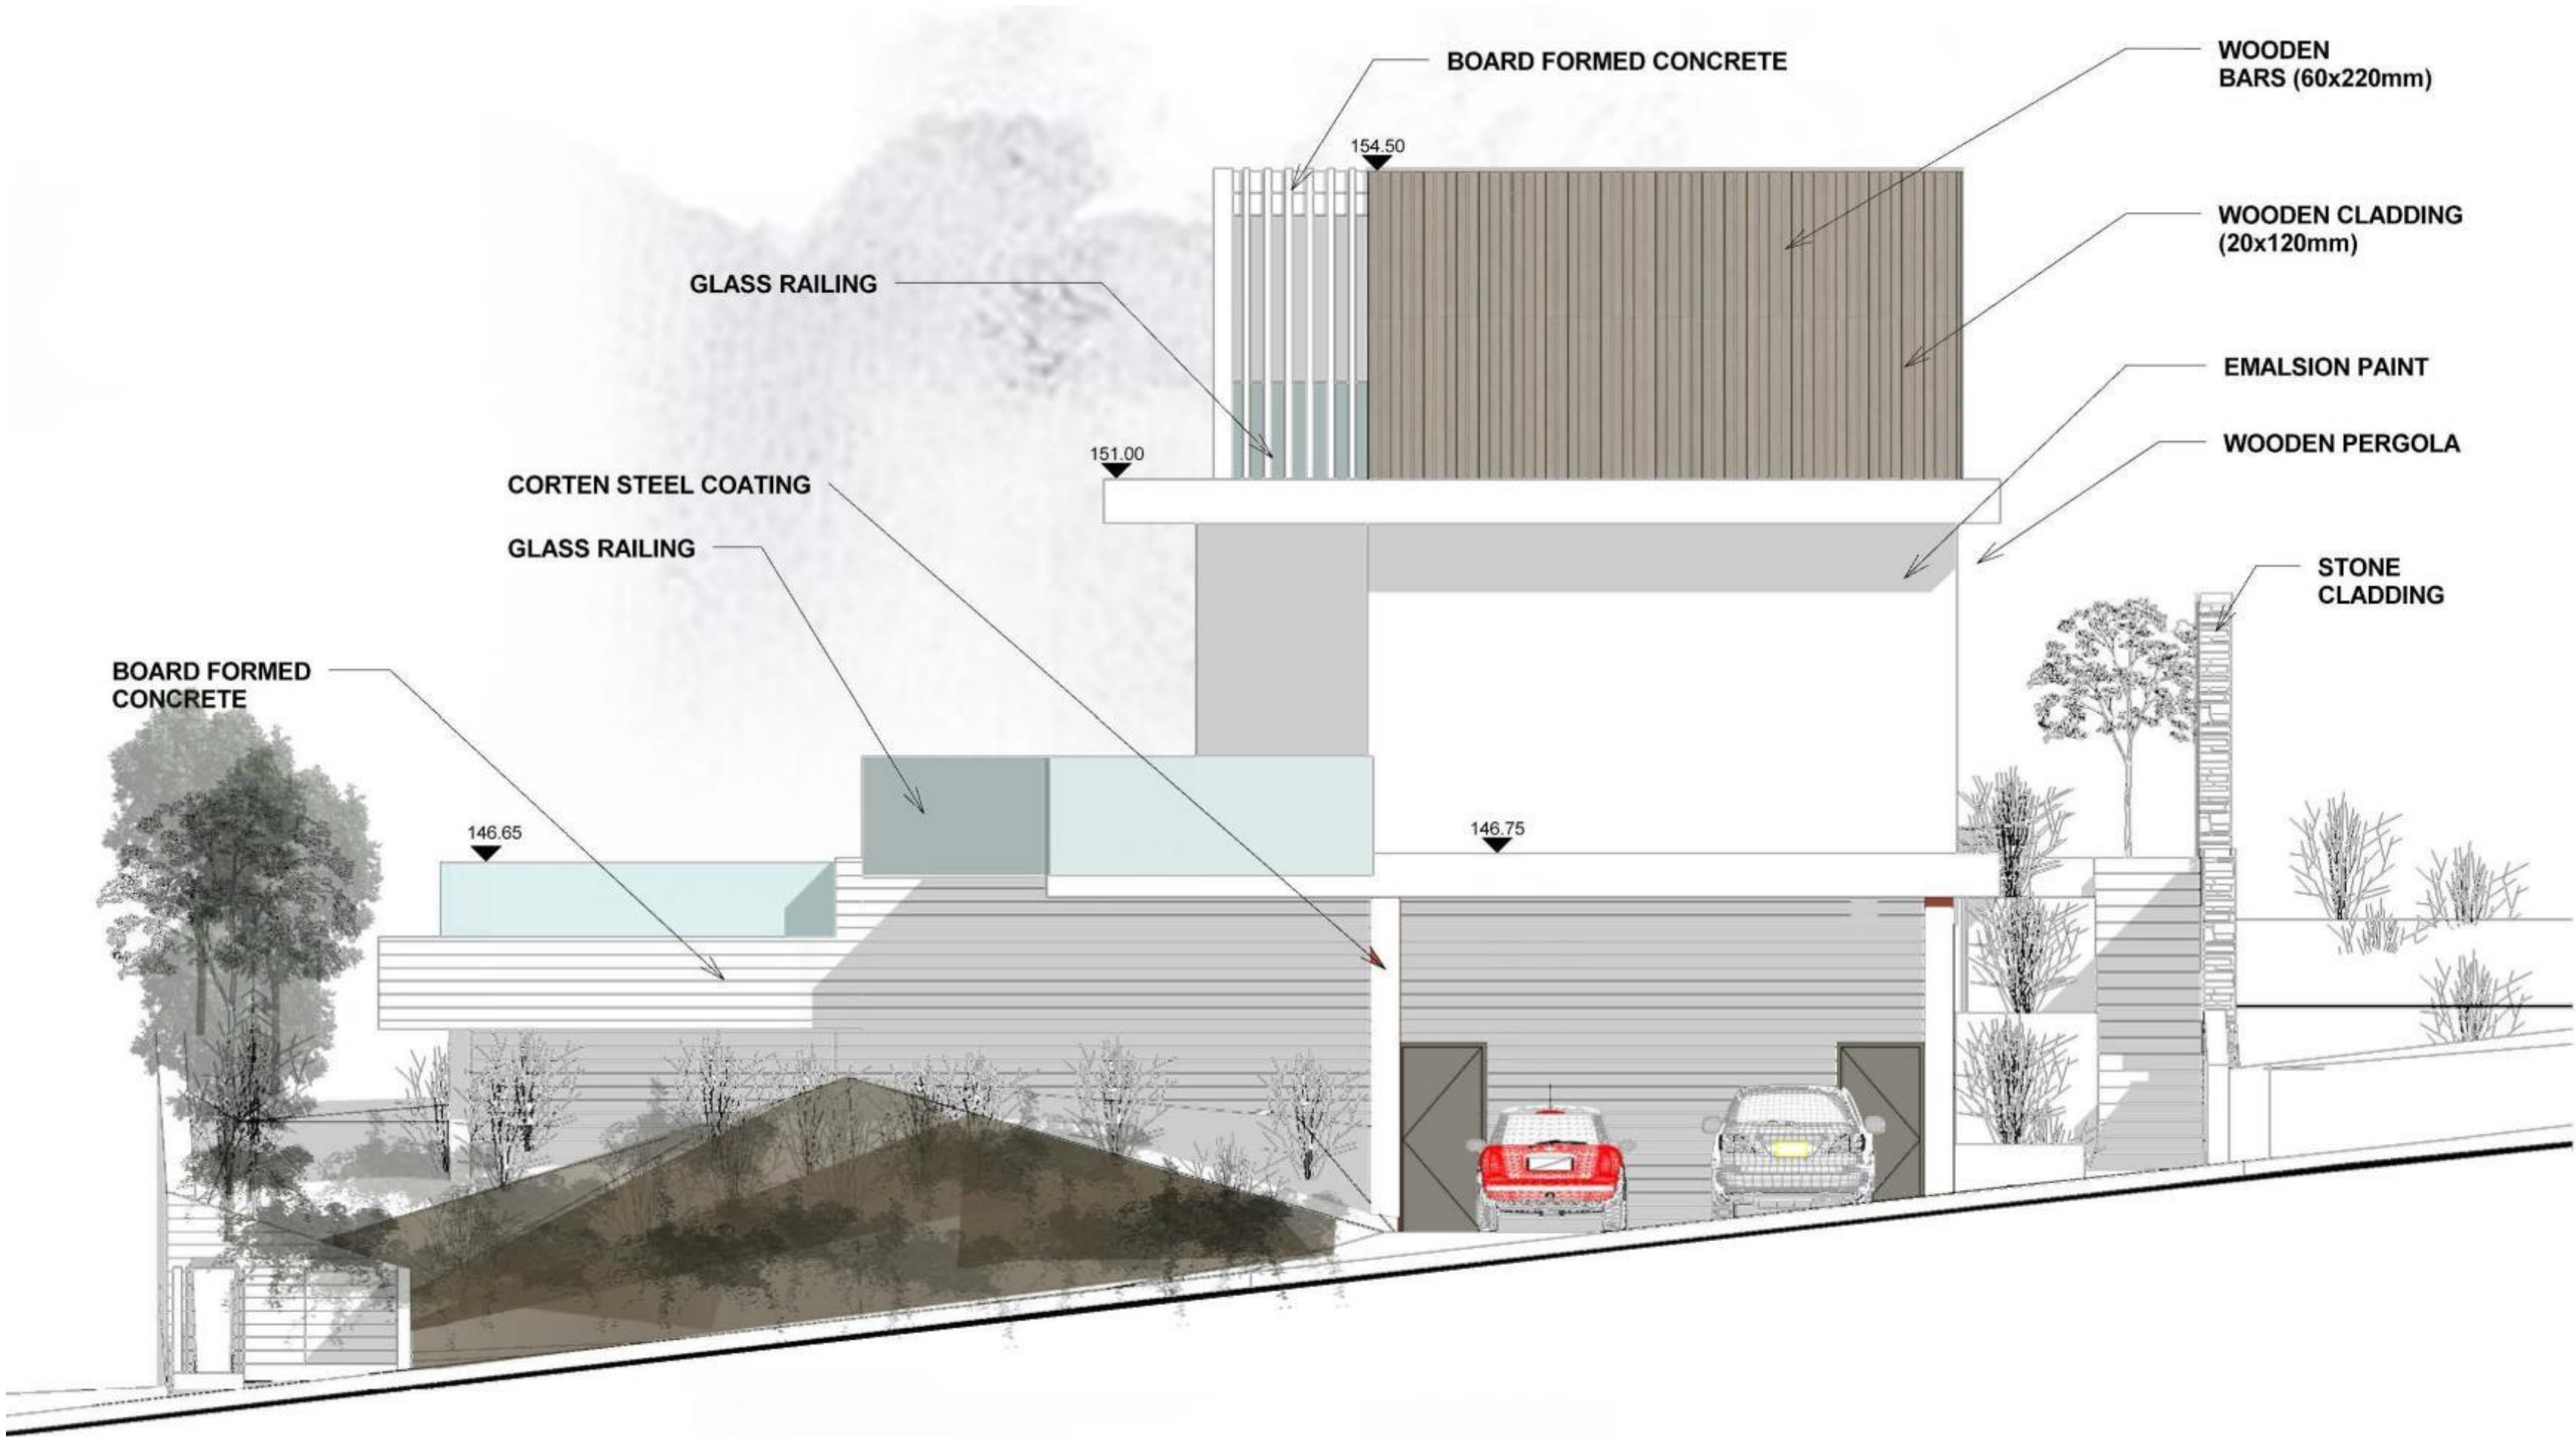 BOARD FORMED CONCRETE
WOODEN
BARS (60x220mm)
154.50
WOODEN CLADDING
(20x120mm)
GLASS RAILING
EMALSION PAINT
WOODEN PERGOLA
151.00
CORTEN STEEL COATING
GLASS RAILING
STONE
CLADDING
BOARD FORMED
CONCRETE
146.65
146.75